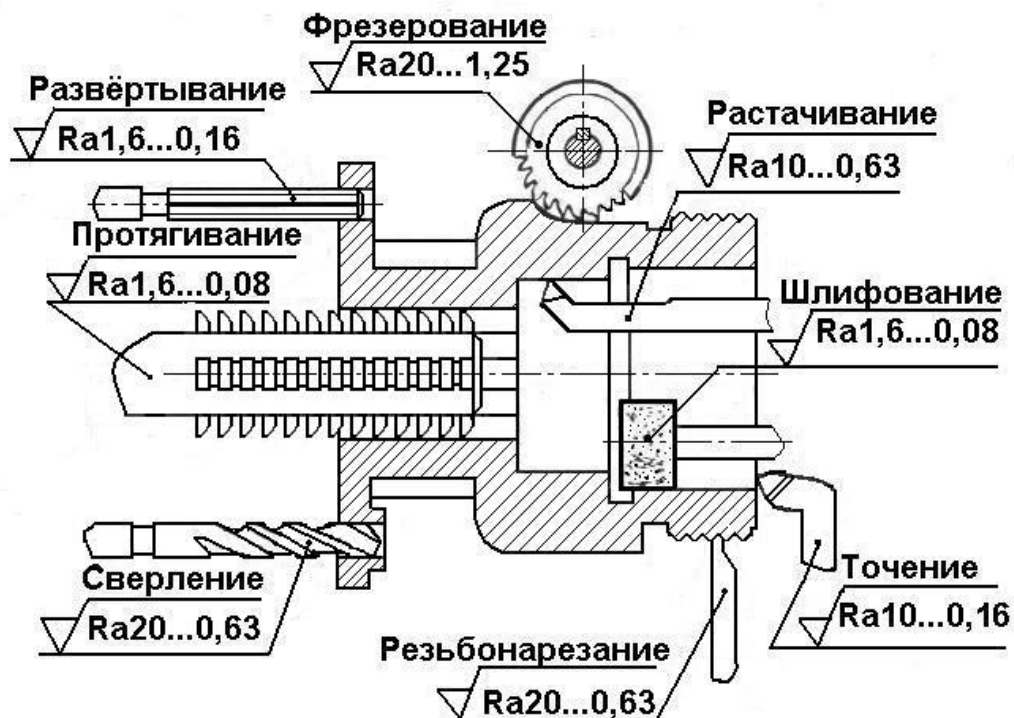 Фрезерование
Ra20...1,25
Развёртывание
Ra1,6...0,16
Растачивание
Ra10...0,63
Протягивание
Ra1,6...0,08
Шлифование
Ra1,6...0,08
Сверление
Ra20...0,63
Точение
Ra10...0,16
Резьбонарезание
Ra20...0,63